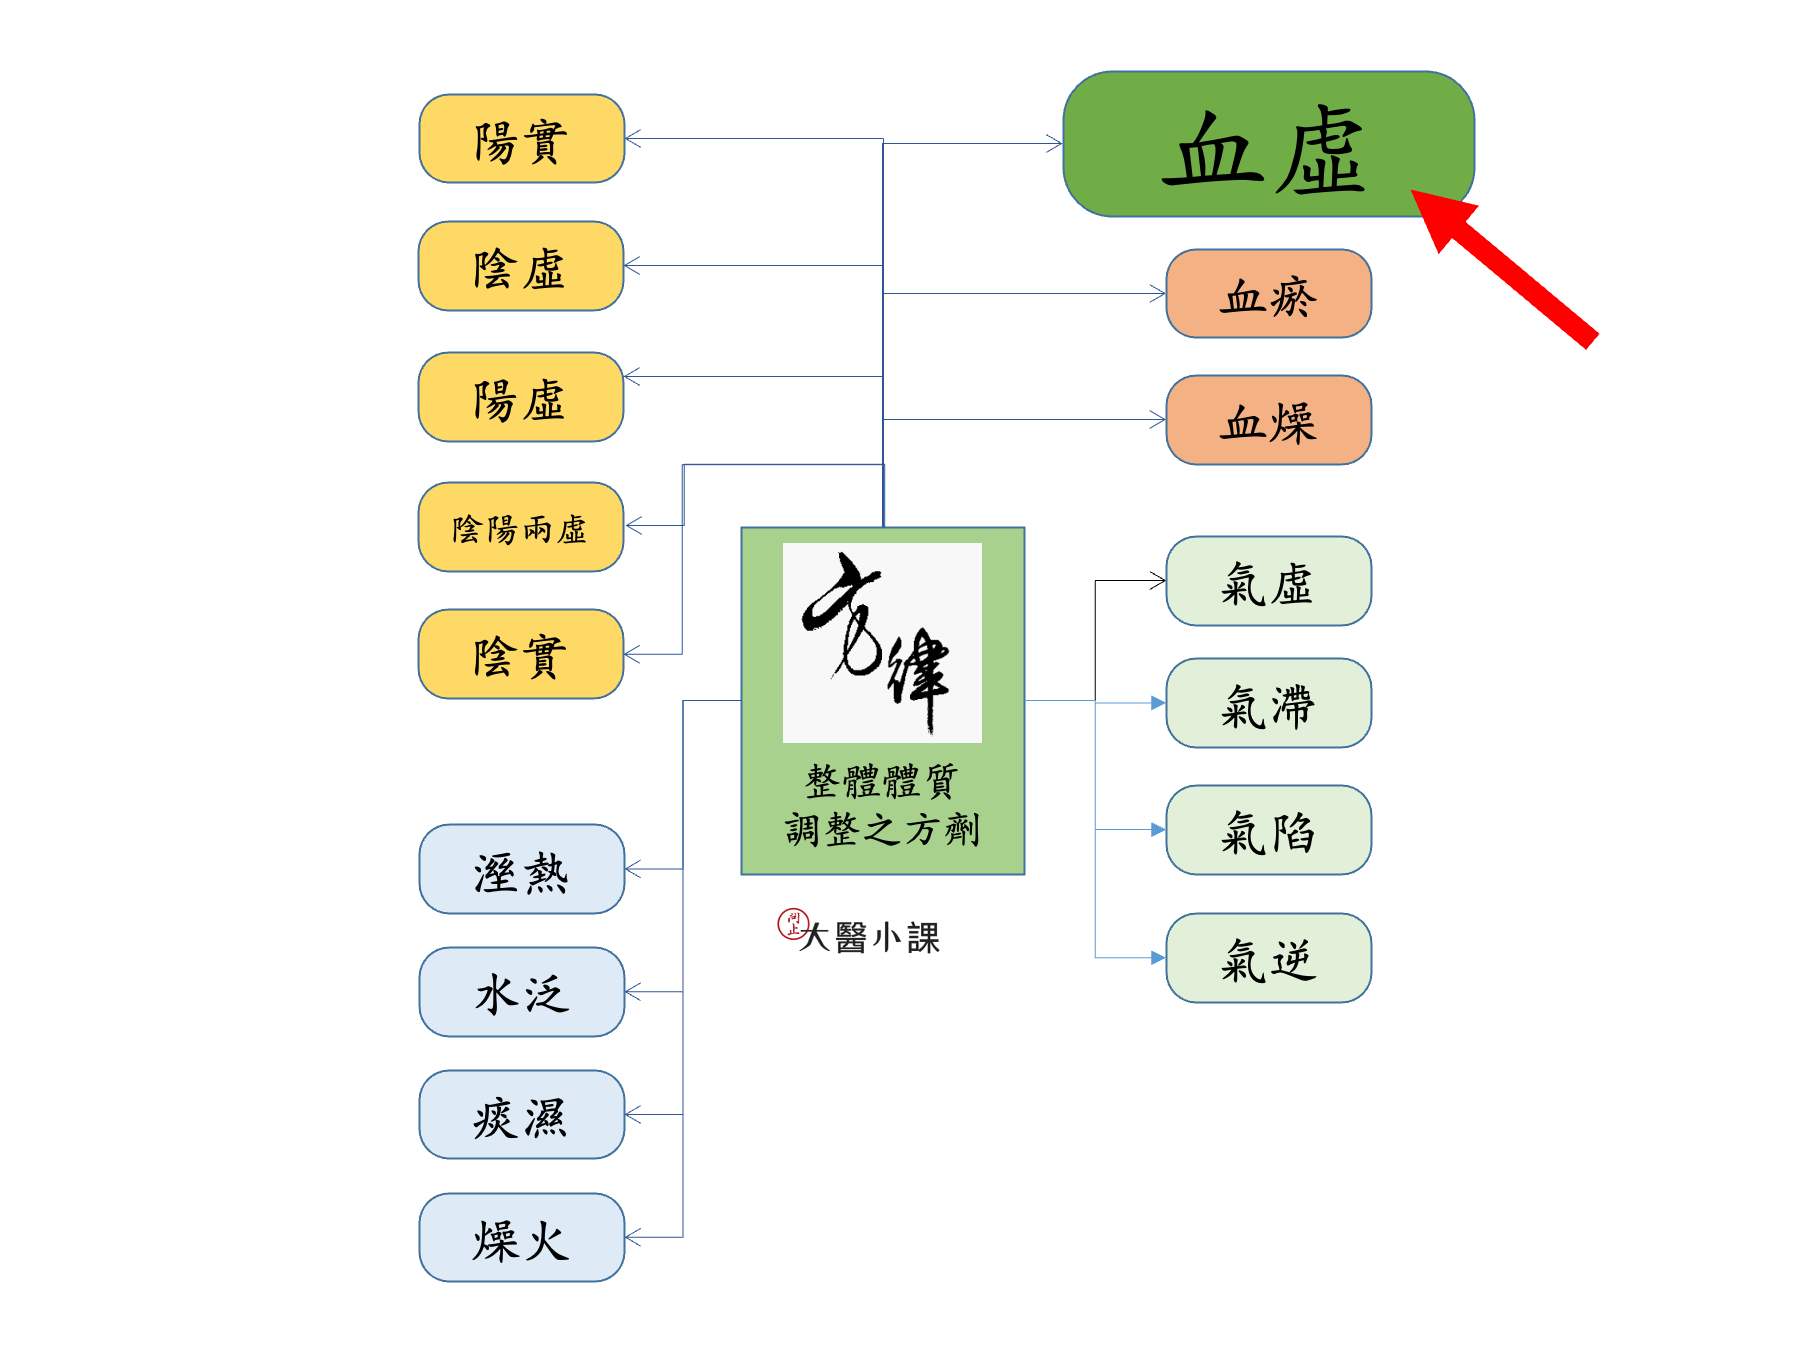 陽實
陰虛
陽虛
陰陽兩虛
陰實
溼熱
水泛
痰濕
燥火
方律
整體體質
調整之方劑
問止
大醫小課
血虛
血瘀
血燥
氣虛
氣滯
氣陷
氣逆